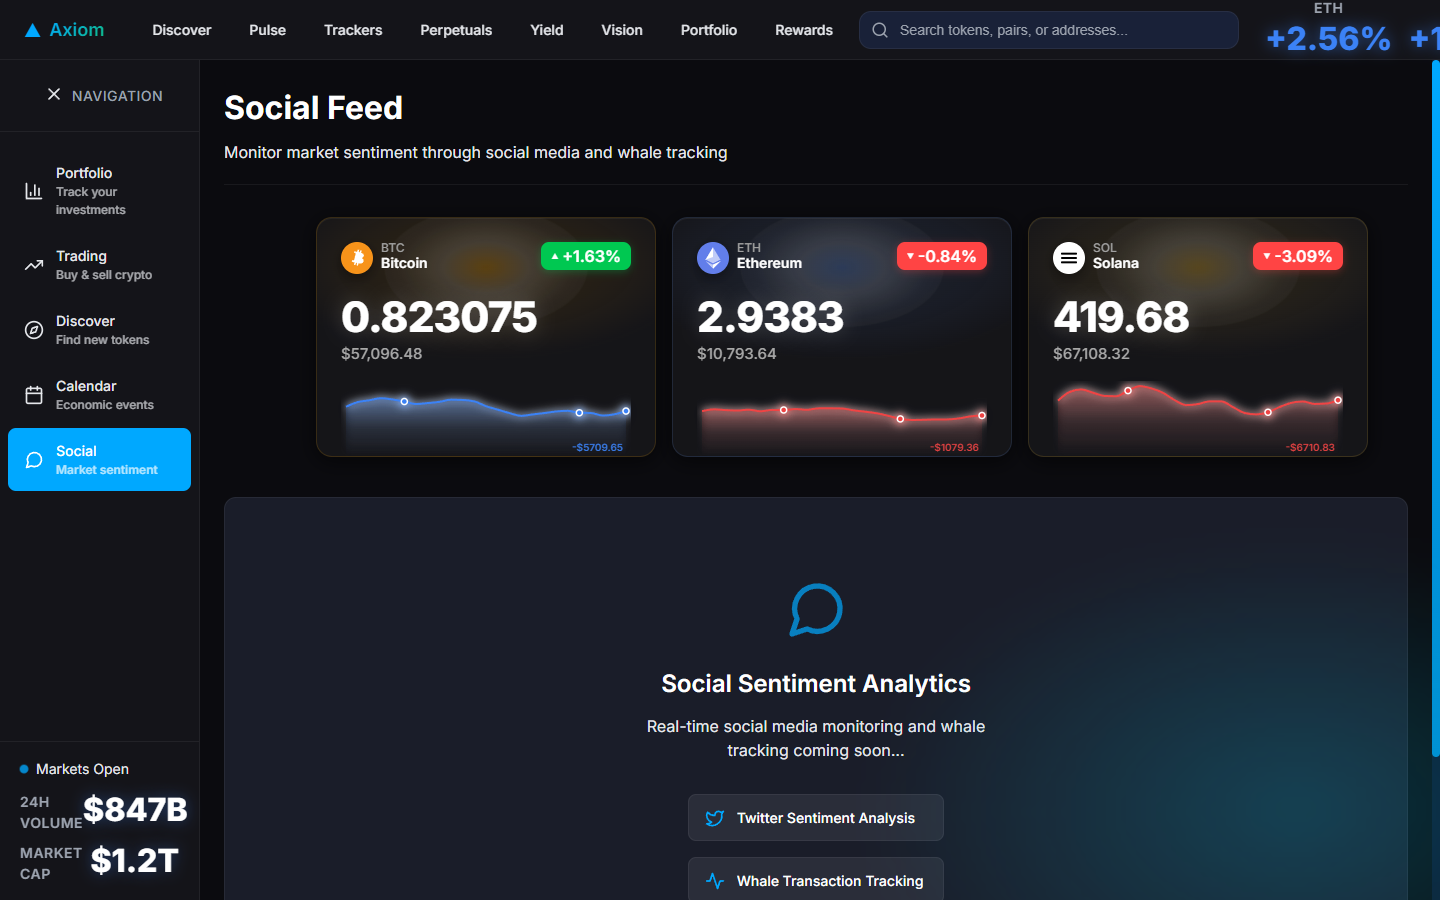 Axiom
Discover
Pulse
Trackers
Perpetuals
Yield
Vision
Portfolio
Rewards
Search tokens, pairs, or addresses...
ETH
+2.56%
NAVIGATION
Portfolio
Track your
investments
Trading
Buy & sell crypto
Discover
Find new tokens
Calendar
Economic events
Social
Market sentiment
Markets Open
24H
VOLUME
$847B
MARKET
CAP
$1.2T
Social Feed
Monitor market sentiment through social media and whale tracking
BTC
Bitcoin
▲ +1.63%
0.823075
$57,096.48
-$5709.65
ETH
Ethereum
▼ -0.84%
2.9383
$10,793.64
-$1079.36
SOL
Solana
▼ -3.09%
419.68
$67,108.32
-$6710.83
Social Sentiment Analytics
Real-time social media monitoring and whale
tracking coming soon...
Twitter Sentiment Analysis
Whale Transaction Tracking